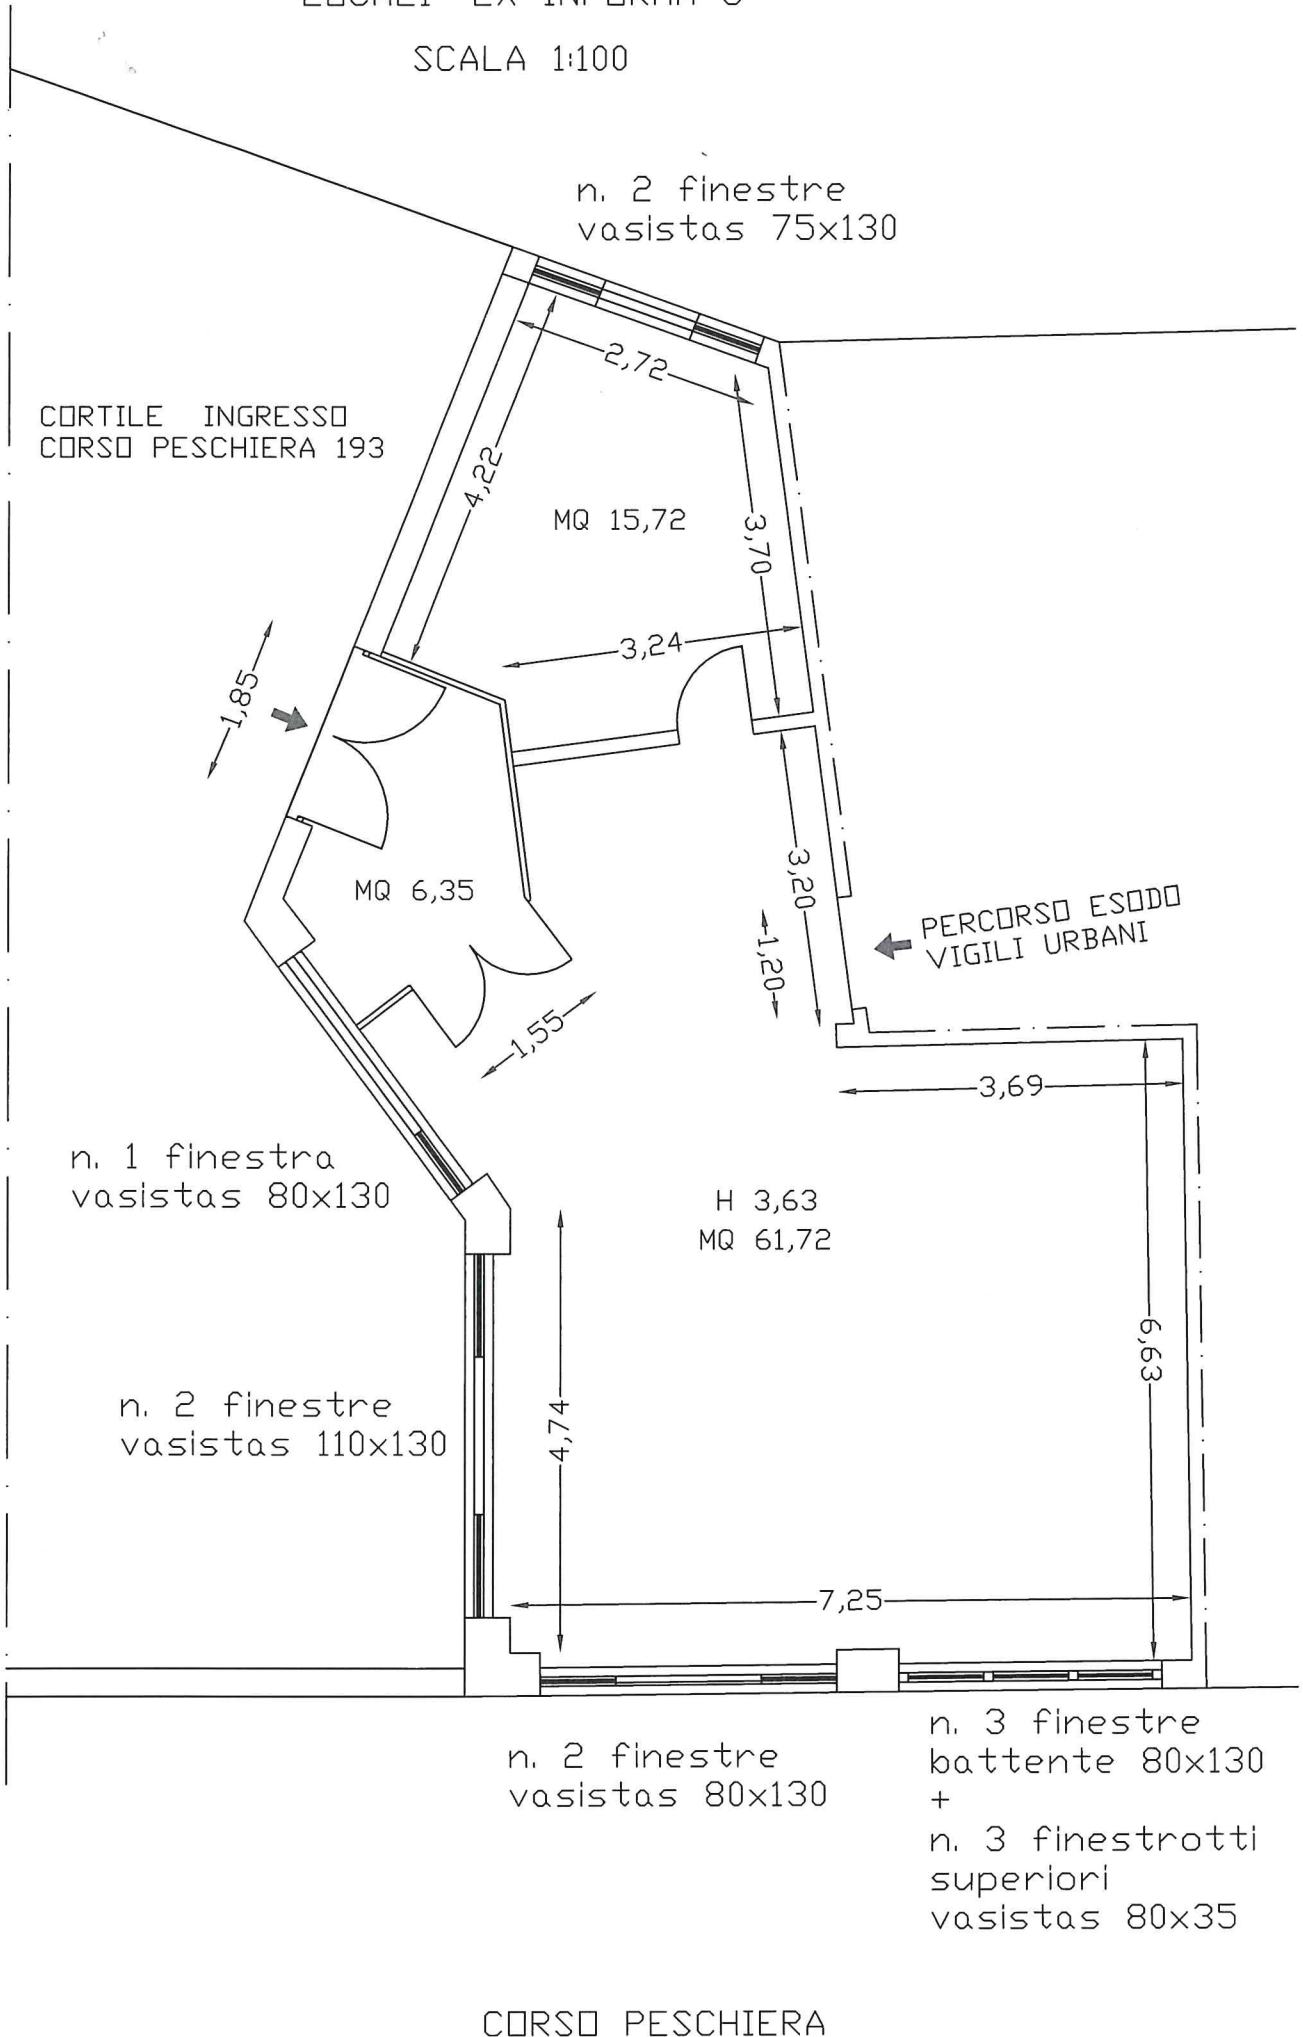 SCALA 1:100
n. 2 finestre
vasistas 75x130
2,72
CORTILE INGRESSO
CORSO PESCHIERA 193
4,22
MQ 15,72
3,70
3,24
1,85
MQ 6,35
3,20
PERCORSO ESODO
VIGILI URBANI
1,20
1,55
3,69
n. 1 finestra
vasistas 80x130
H 3,63
MQ 61,72
6,63
n. 2 finestre
vasistas 110x130
4,74
7,25
n. 2 finestre
vasistas 80x130
n. 3 finestre
battente 80x130
+
n. 3 finestrotti
superiori
vasistas 80x35
CORSO PESCHIERA